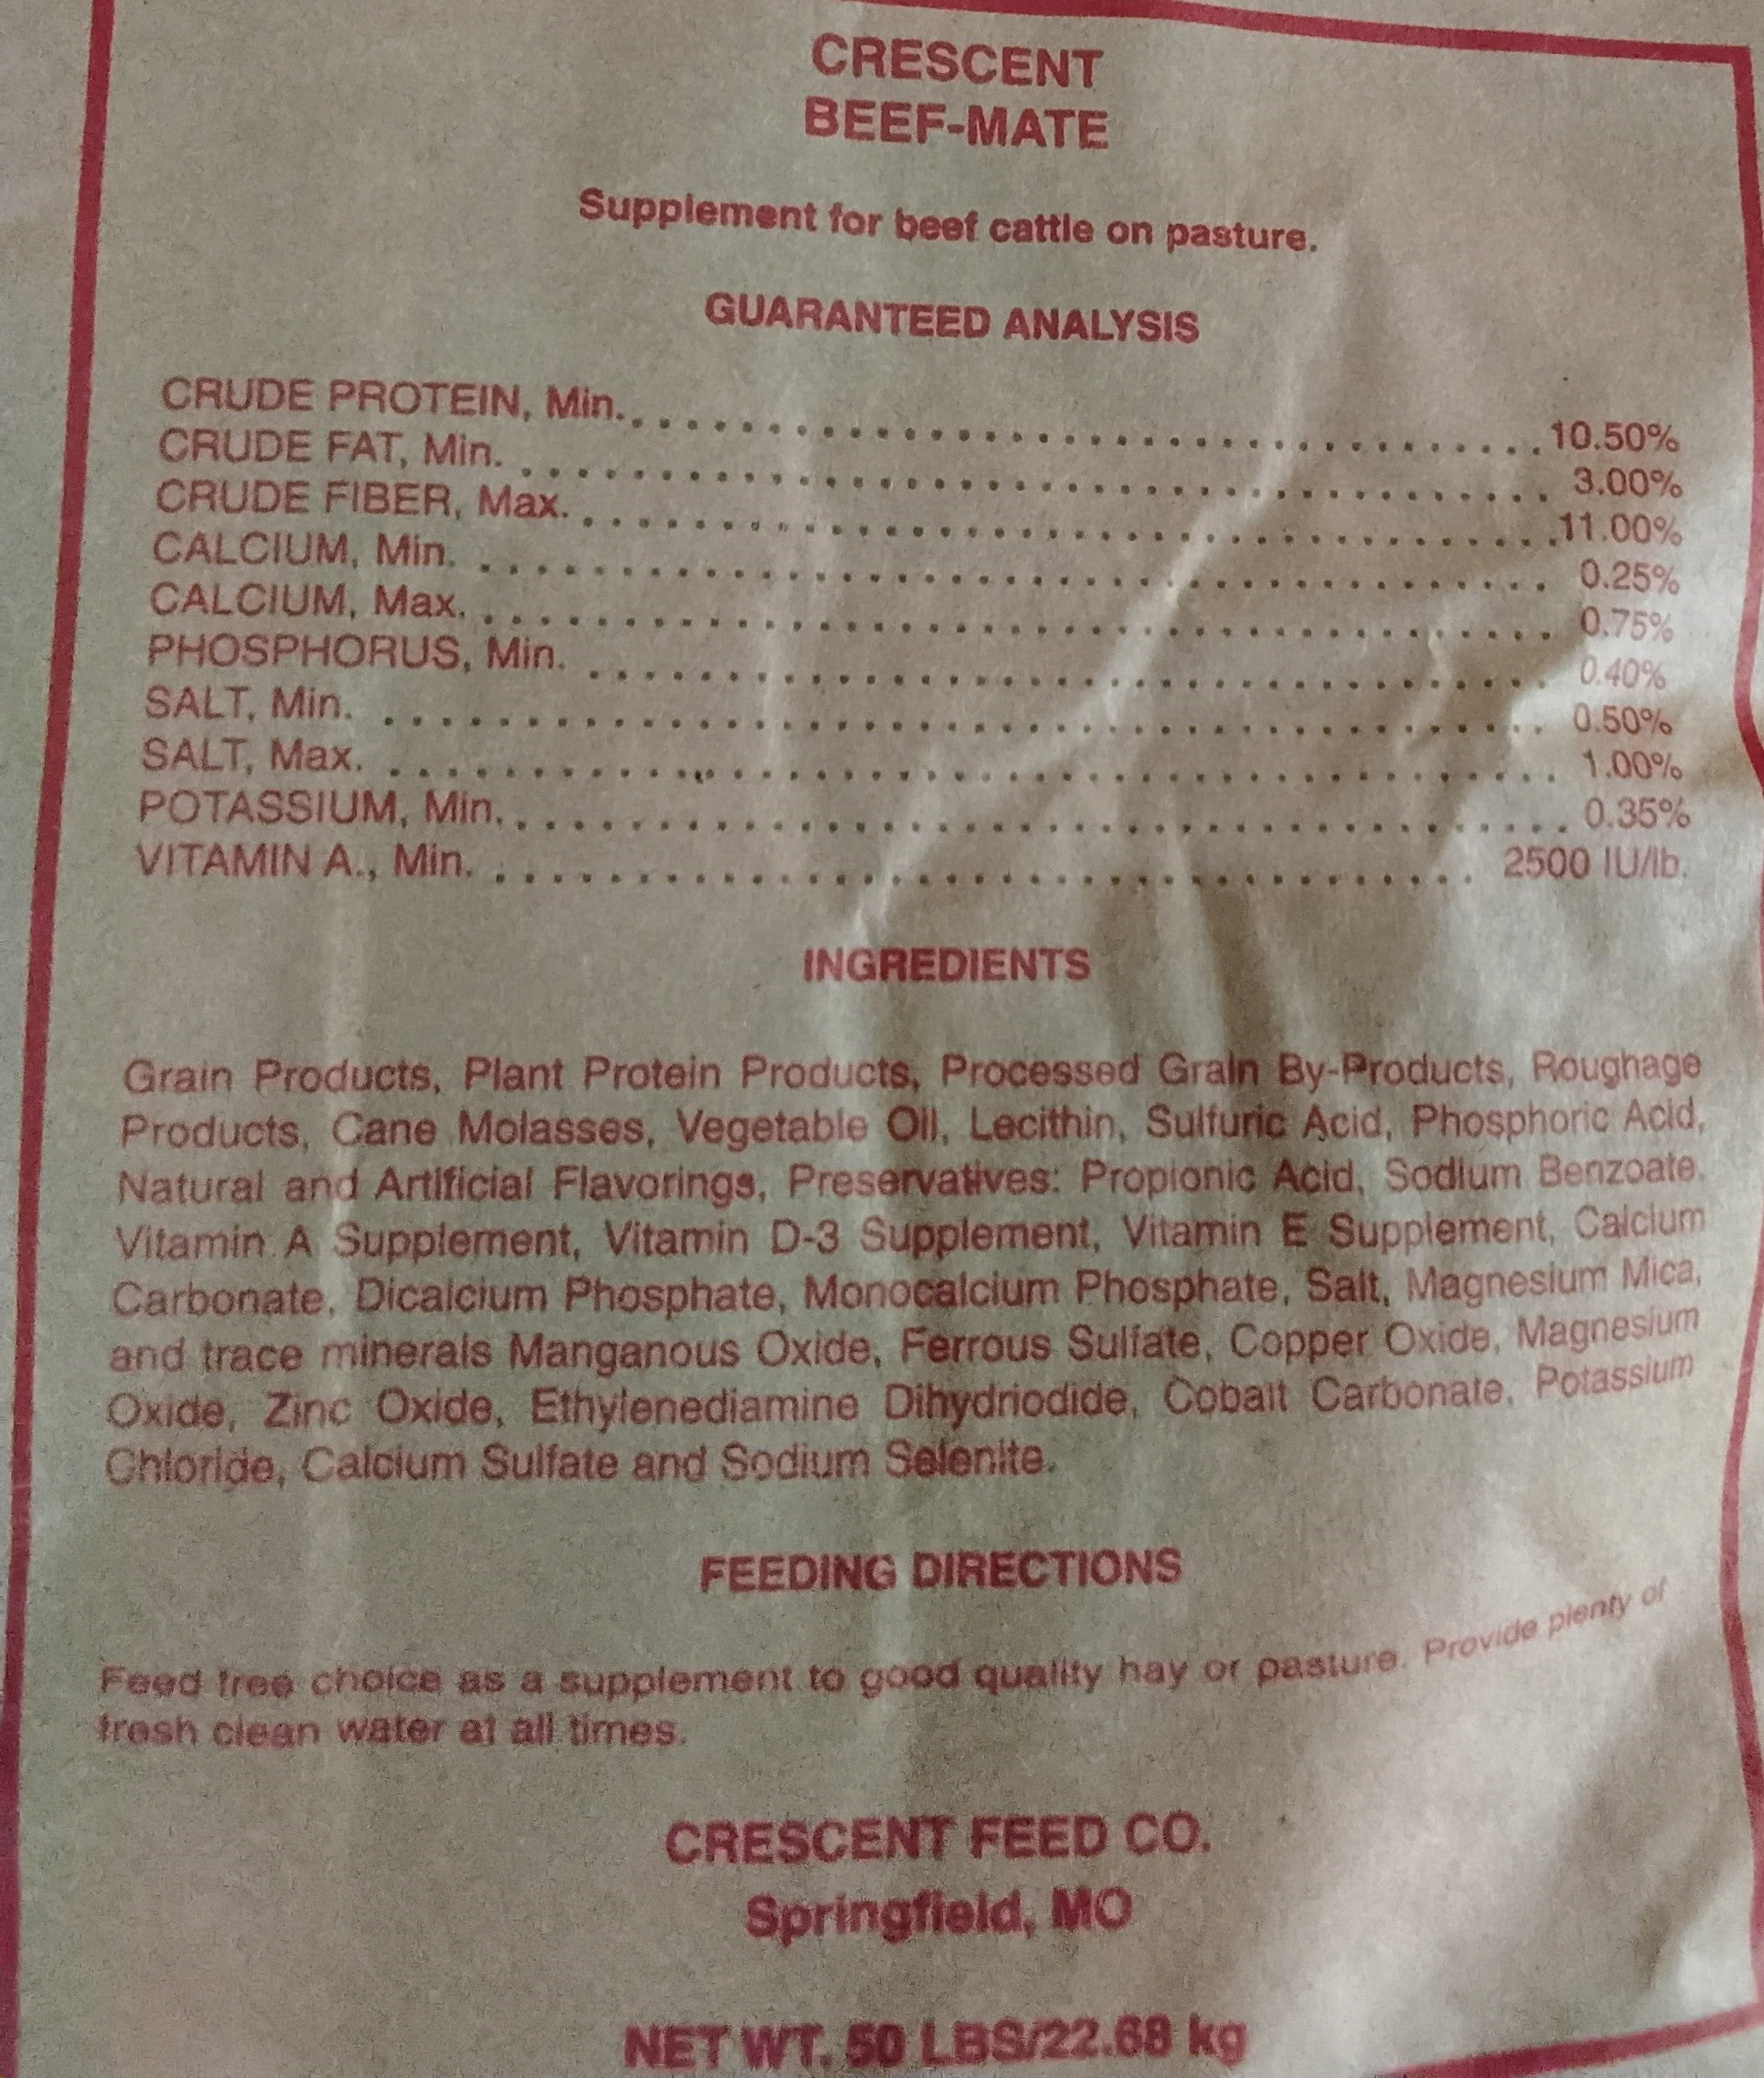 CRESCENT
BEEF-MATE
Supplement for beef cattle on pasture.
GUARANTEED ANALYSIS
CRUDE PROTEIN, Min. 10.50%
CRUDE FAT, Min. 3.00%
CRUDE FIBER, Max. 11.00%
CALCIUM, Min. 0.25%
CALCIUM, Max. 0.75%
PHOSPHORUS, Min. 0.40%
SALT, Min. 0.50%
SALT, Max. 1.00%
POTASSIUM, Min. 0.35%
VITAMIN A., Min. 2500 IU/lb.
INGREDIENTS
Grain Products, Plant Protein Products, Processed Grain By-Products, Roughage
Products, Cane Molasses, Vegetable Oil, Lecithin, Sulfuric Acid, Phosphoric Acid,
Natural and Artificial Flavorings, Preservatives: Propionic Acid, Sodium Benzoate.
Vitamin A Supplement, Vitamin D-3 Supplement, Vitamin E Supplement, Calcium
Carbonate, Dicalcium Phosphate, Monocalcium Phosphate, Salt, Magnesium Mica,
and trace minerals Manganous Oxide, Ferrous Sulfate, Copper Oxide, Magnesium
Oxide, Zinc Oxide, Ethylenediamine Dihydriodide, Cobalt Carbonate, Potassium
Chloride, Calcium Sulfate and Sodium Selenite.
FEEDING DIRECTIONS
Feed free choice as a supplement to good quality hay or pasture. Provide plenty of
fresh clean water at all times.
CRESCENT FEED CO.
Springfield, MO
NET WT. 50 LBS/22.68 kg